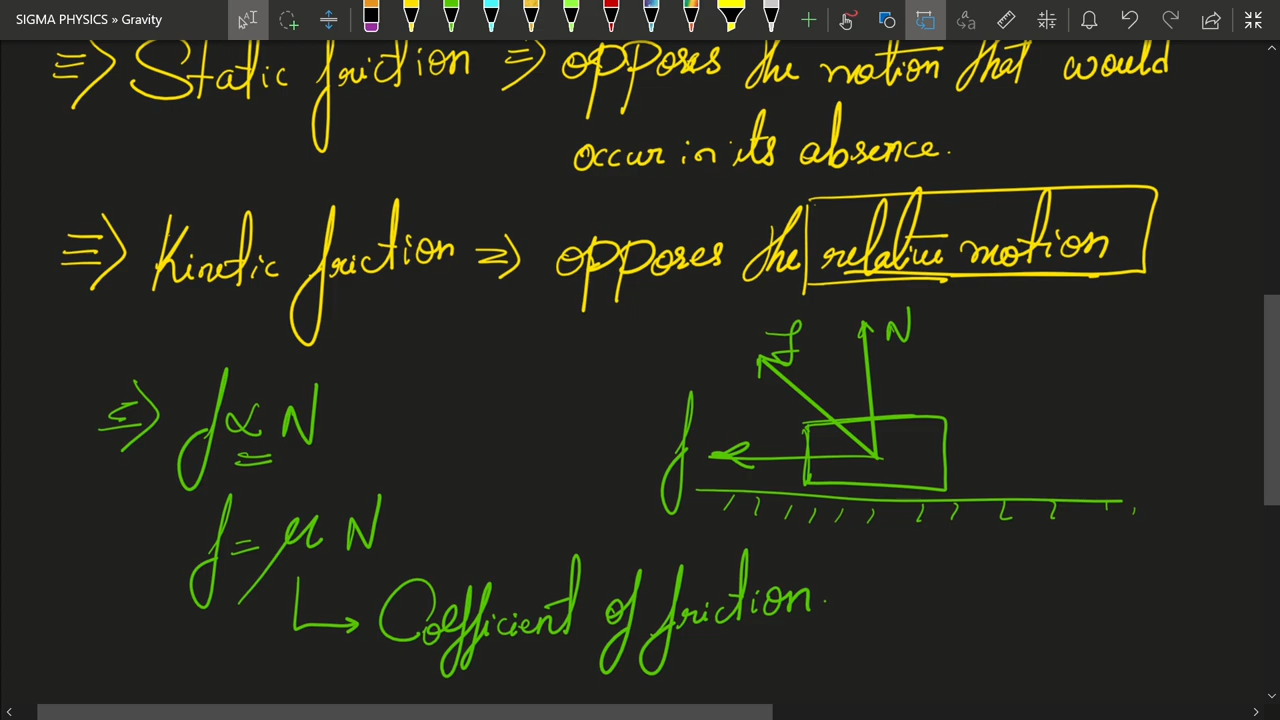 SIGMA PHYSICS » Gravity
⇒ Static friction ⇒ opposes the motion that would
occur in its absence.
⇒ Kinetic friction ⇒ opposes the relative motion
N
f
⇒ f ∝ N
f = μ N
↳ Coefficient of friction.